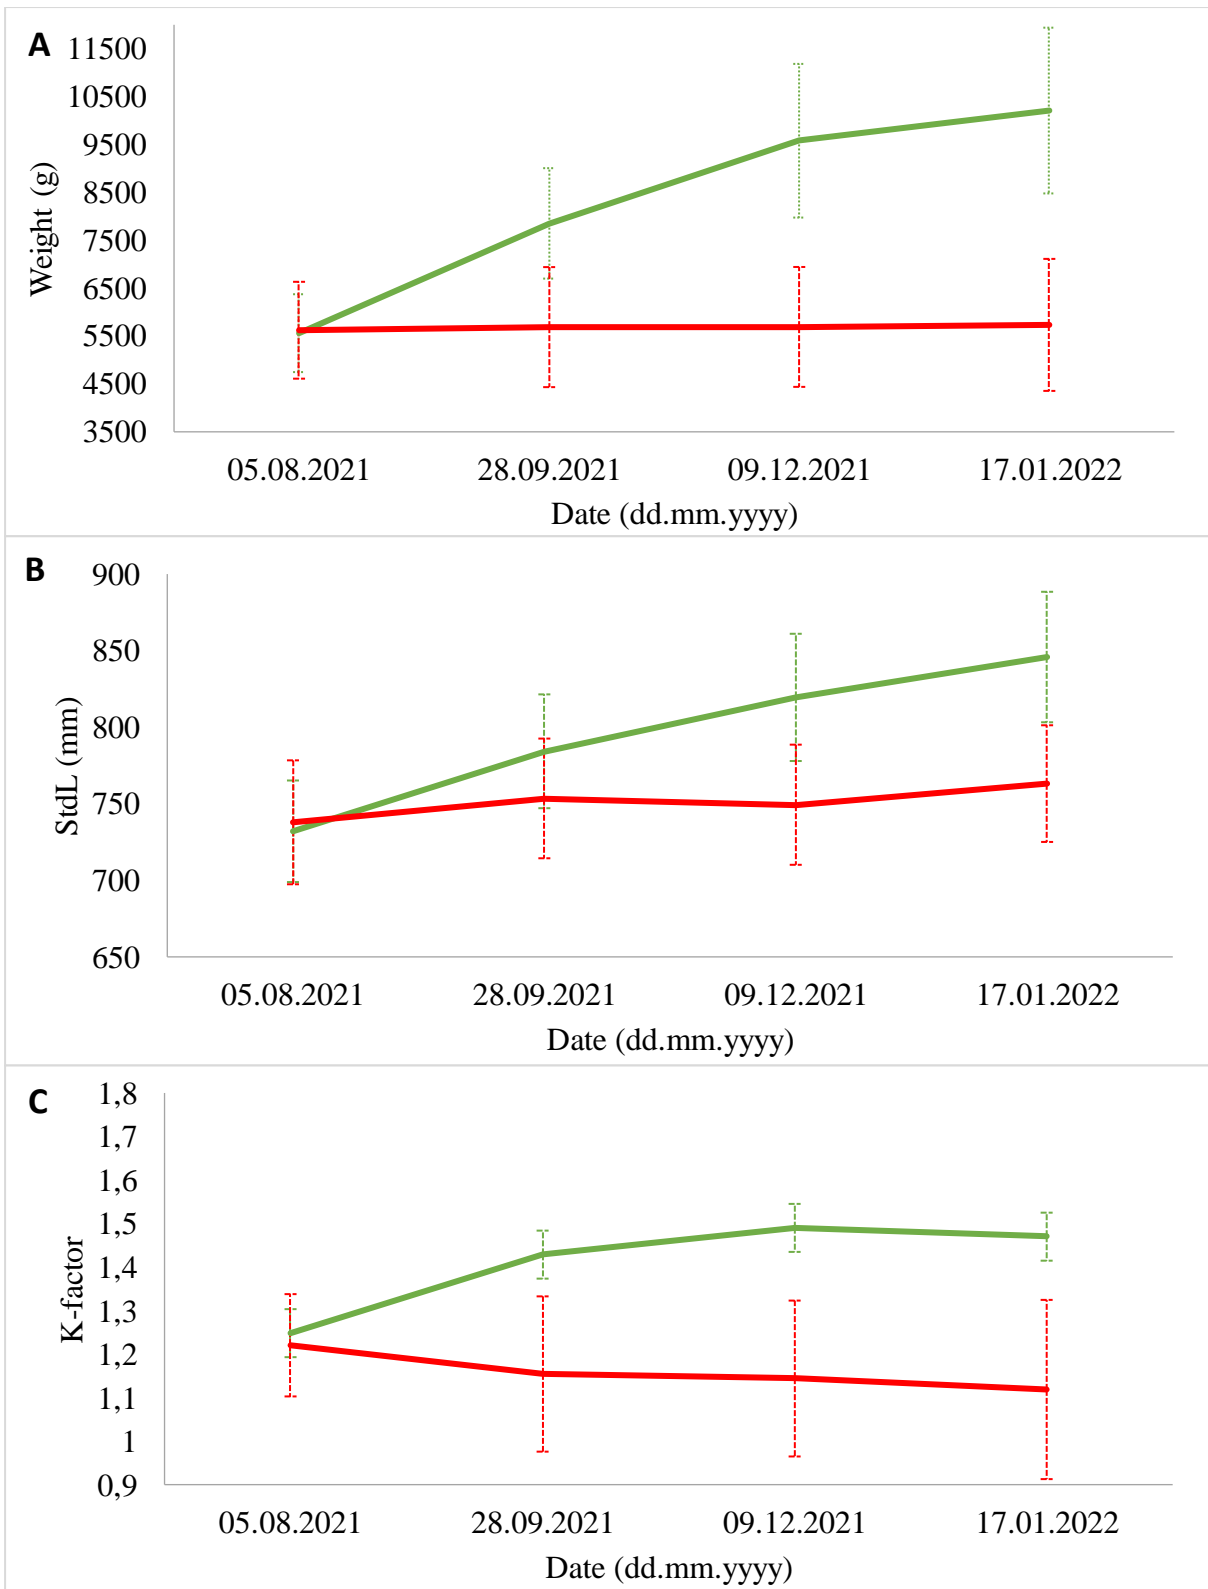 A
11500
10500
9500
8500
7500
6500
5500
4500
3500
Weight (g)
05.08.2021 28.09.2021 09.12.2021 17.01.2022
Date (dd.mm.yyyy)
B
900
850
800
750
700
650
StdL (mm)
05.08.2021 28.09.2021 09.12.2021 17.01.2022
Date (dd.mm.yyyy)
C
1,8
1,7
1,6
1,5
1,4
1,3
1,2
1,1
1
0,9
K-factor
05.08.2021 28.09.2021 09.12.2021 17.01.2022
Date (dd.mm.yyyy)